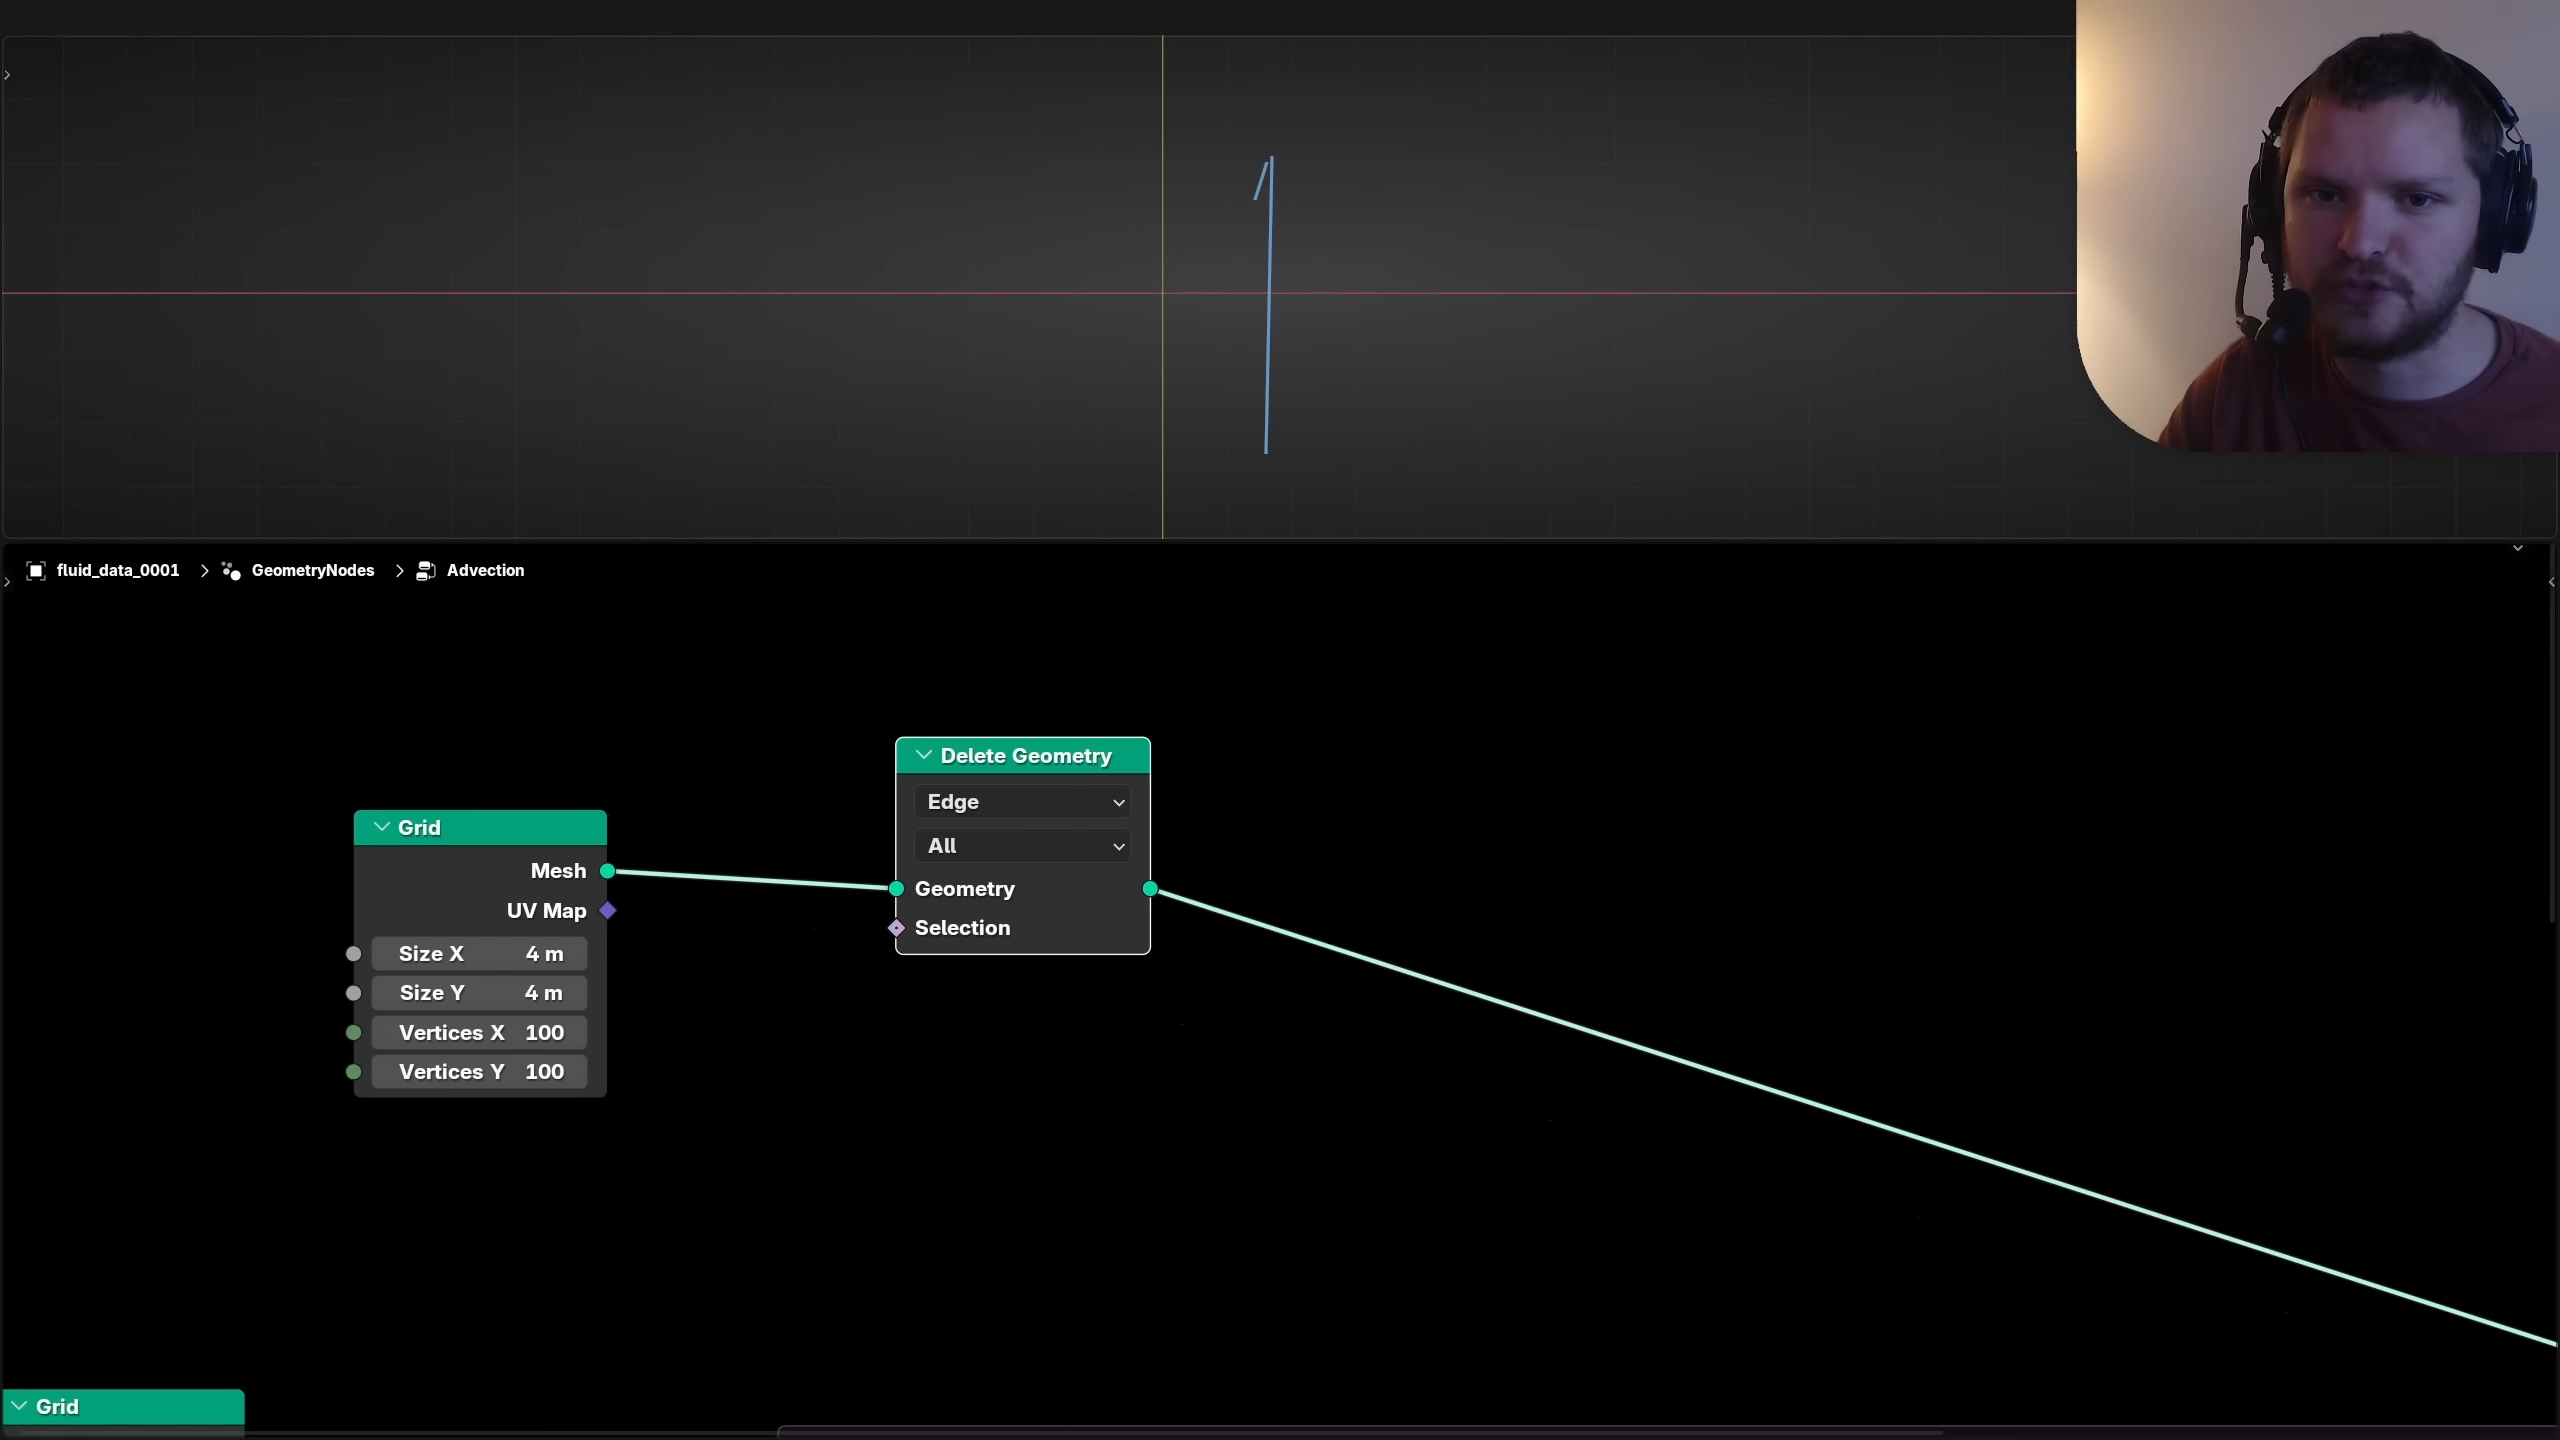 fluid_data_0001 > GeometryNodes > Advection
Delete Geometry
Edge
All
Geometry
Selection
Grid
Mesh
UV Map
Size X 4 m
Size Y 4 m
Vertices X 100
Vertices Y 100
Grid